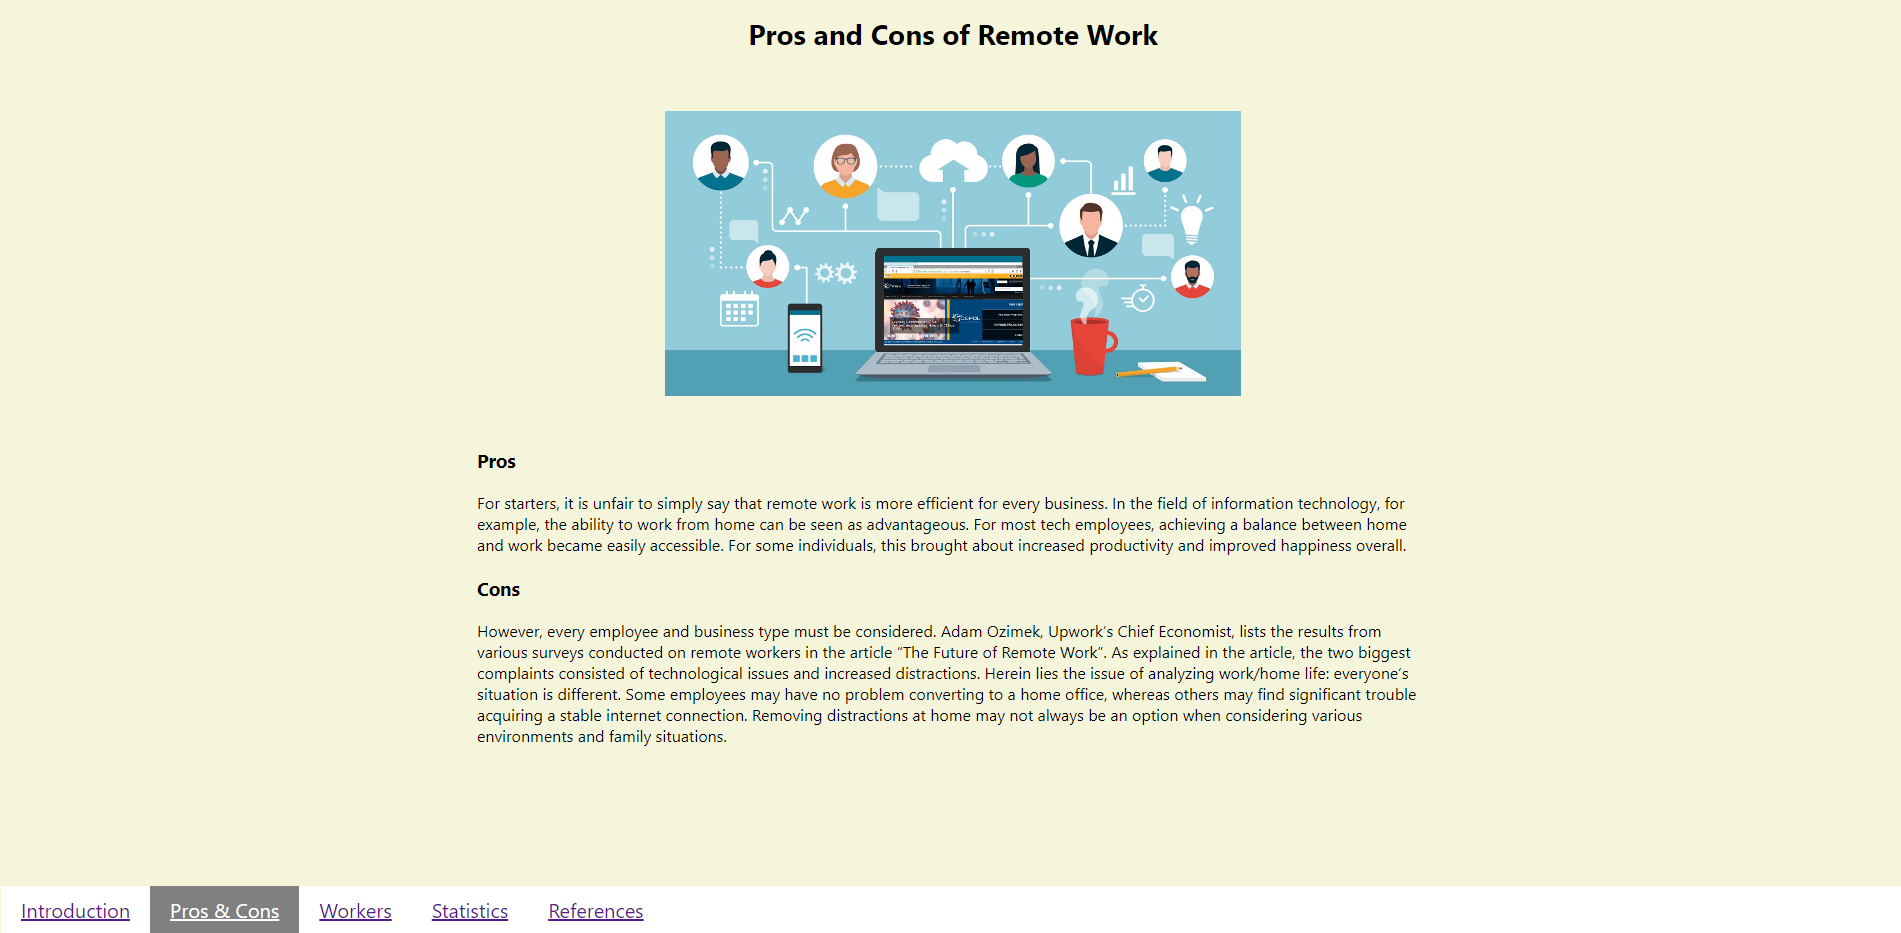 Pros and Cons of Remote Work
Pros
For starters, it is unfair to simply say that remote work is more efficient for every business. In the field of information technology, for
example, the ability to work from home can be seen as advantageous. For most tech employees, achieving a balance between home
and work became easily accessible. For some individuals, this brought about increased productivity and improved happiness overall.
Cons
However, every employee and business type must be considered. Adam Ozimek, Upwork’s Chief Economist, lists the results from
various surveys conducted on remote workers in the article “The Future of Remote Work”. As explained in the article, the two biggest
complaints consisted of technological issues and increased distractions. Herein lies the issue of analyzing work/home life: everyone’s
situation is different. Some employees may have no problem converting to a home office, whereas others may find significant trouble
acquiring a stable internet connection. Removing distractions at home may not always be an option when considering various
environments and family situations.
Introduction Pros & Cons Workers Statistics References